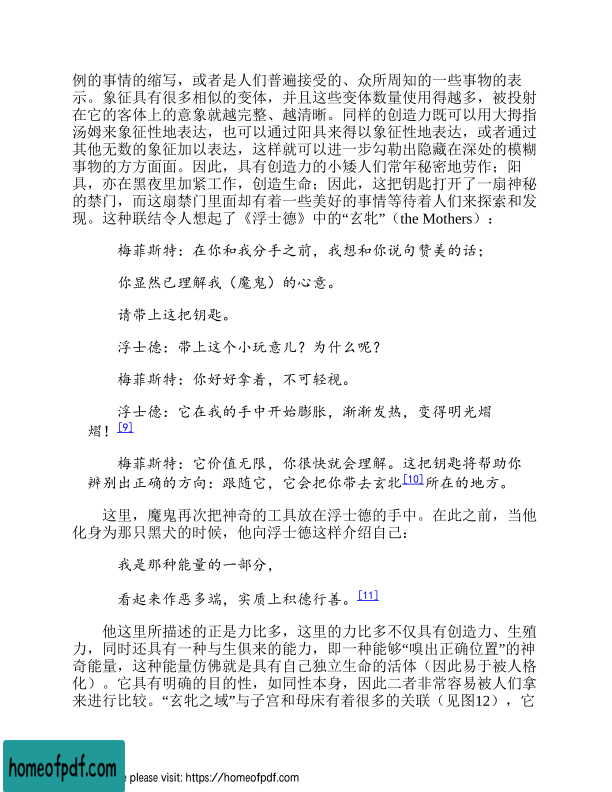 例的事情的缩写，或者是人们普遍接受的、众所周知的一些事物的表
示。象征具有很多相似的变体，并且这些变体数量使用得越多，被投射
在它的客体上的意象就越完整、越清晰。同样的创造力既可以用大拇指
汤姆来象征性地表达，也可以通过阳具来得以象征性地表达，或者通过
其他无数的象征加以表达，这样就可以进一步勾勒出隐藏在深处的模糊
事物的方方面面。因此，具有创造力的小矮人们常年秘密地劳作；阳
具，亦在黑夜里加紧工作，创造生命；因此，这把钥匙打开了一扇神秘
的禁门，而这扇禁门里面却有着一些美好的事情等待着人们来探索和发
现。这种联结令人想起了《浮士德》中的“玄牝”（the Mothers）：
梅菲斯特：在你和我分手之前，我想和你说句赞美的话；
你显然已理解我（魔鬼）的心意。
请带上这把钥匙。
浮士德：带上这个小玩意儿？为什么呢？
梅菲斯特：你好好拿着，不可轻视。
浮士德：它在我的手中开始膨胀，渐渐发热，变得明光熠
熠！[9]
梅菲斯特：它价值无限，你很快就会理解。这把钥匙将帮助你
辨别出正确的方向：跟随它，它会把你带去玄牝[10]所在的地方。
这里，魔鬼再次把神奇的工具放在浮士德的手中。在此之前，当他
化身为那只黑犬的时候，他向浮士德这样介绍自己：
我是那种能量的一部分，
看起来作恶多端，实质上积德行善。[11]
他这里所描述的正是力比多，这里的力比多不仅具有创造力、生殖
力，同时还具有一种与生俱来的能力，即一种能够“嗅出正确位置”的神
奇能量，这种能量仿佛就是具有自己独立生命的活体（因此易于被人格
化）。它具有明确的目的性，如同性本身，因此二者非常容易被人们拿
来进行比较。“玄牝之域”与子宫和母床有着很多的关联（见图12），它
homeofpdf.com
e please visit: https://homeofpdf.com